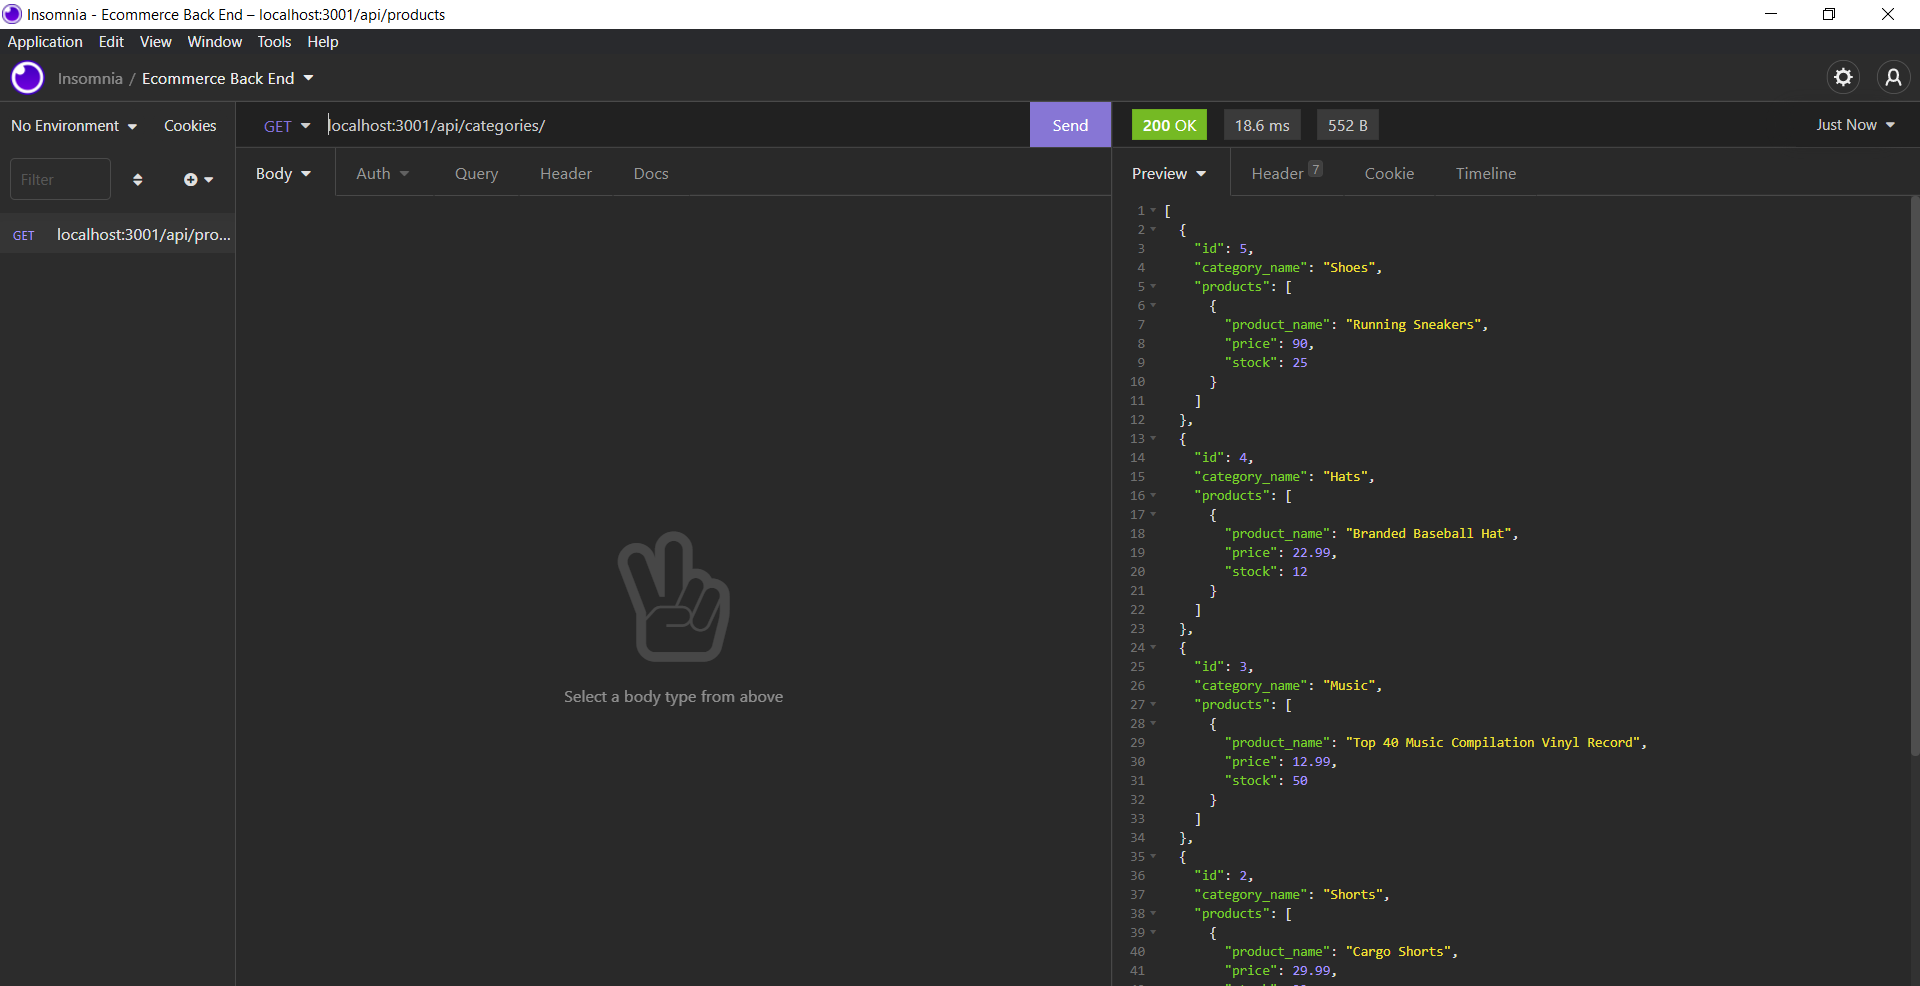 Insomnia - Ecommerce Back End – localhost:3001/api/products
Application Edit View Window Tools Help
Insomnia / Ecommerce Back End
No Environment Cookies
Filter
GET localhost:3001/api/pro...
GET localhost:3001/api/categories/ Send
Body Auth Query Header Docs
Select a body type from above
200 OK 18.6 ms 552 B Just Now
Preview Header 7 Cookie Timeline
1 [
2 {
3 "id": 5,
4 "category_name": "Shoes",
5 "products": [
6 {
7 "product_name": "Running Sneakers",
8 "price": 90,
9 "stock": 25
10 }
11 ]
12 },
13 {
14 "id": 4,
15 "category_name": "Hats",
16 "products": [
17 {
18 "product_name": "Branded Baseball Hat",
19 "price": 22.99,
20 "stock": 12
21 }
22 ]
23 },
24 {
25 "id": 3,
26 "category_name": "Music",
27 "products": [
28 {
29 "product_name": "Top 40 Music Compilation Vinyl Record",
30 "price": 12.99,
31 "stock": 50
32 }
33 ]
34 },
35 {
36 "id": 2,
37 "category_name": "Shorts",
38 "products": [
39 {
40 "product_name": "Cargo Shorts",
41 "price": 29.99,